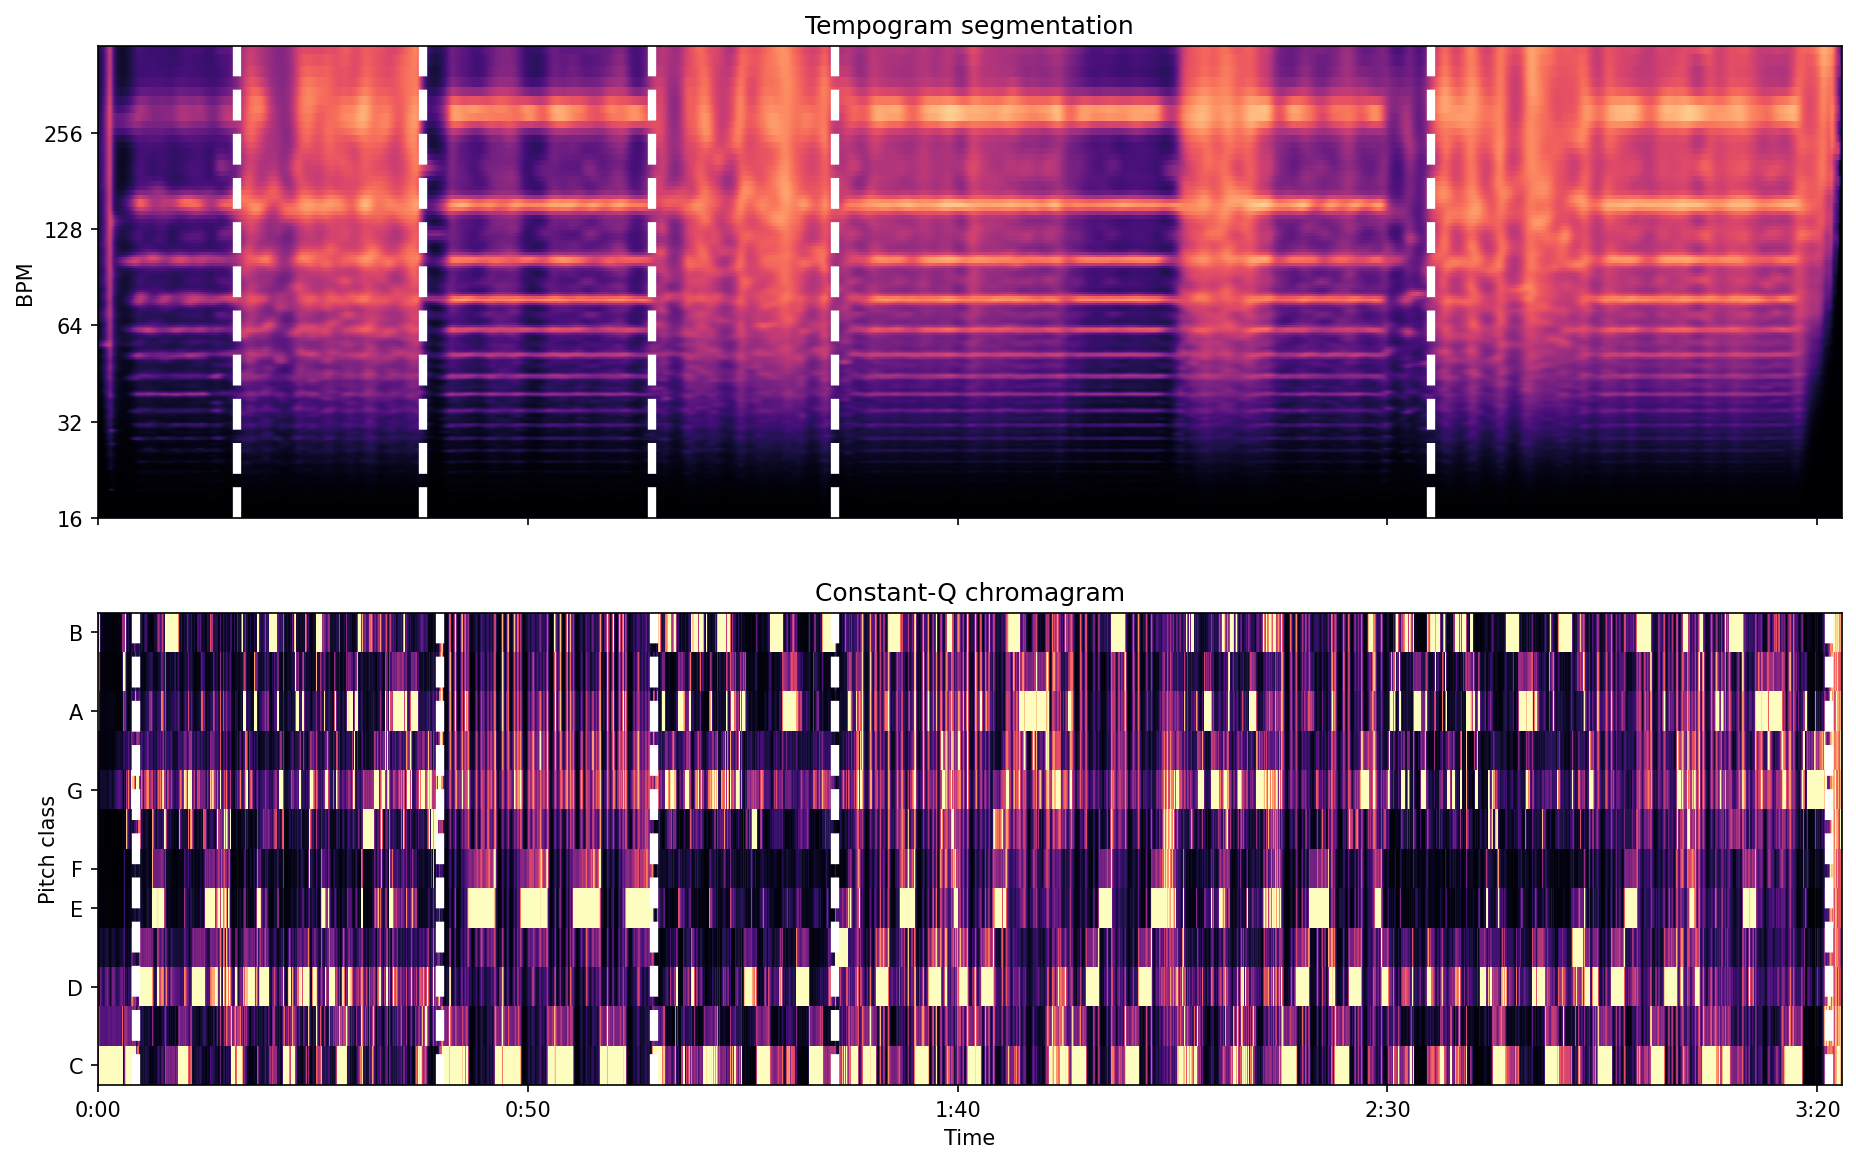 Tempogram segmentation
256
128
64
32
16
BPM
Constant-Q chromagram
B
A
G
F
E
D
C
Pitch class
0:00 0:50 1:40 2:30 3:20
Time